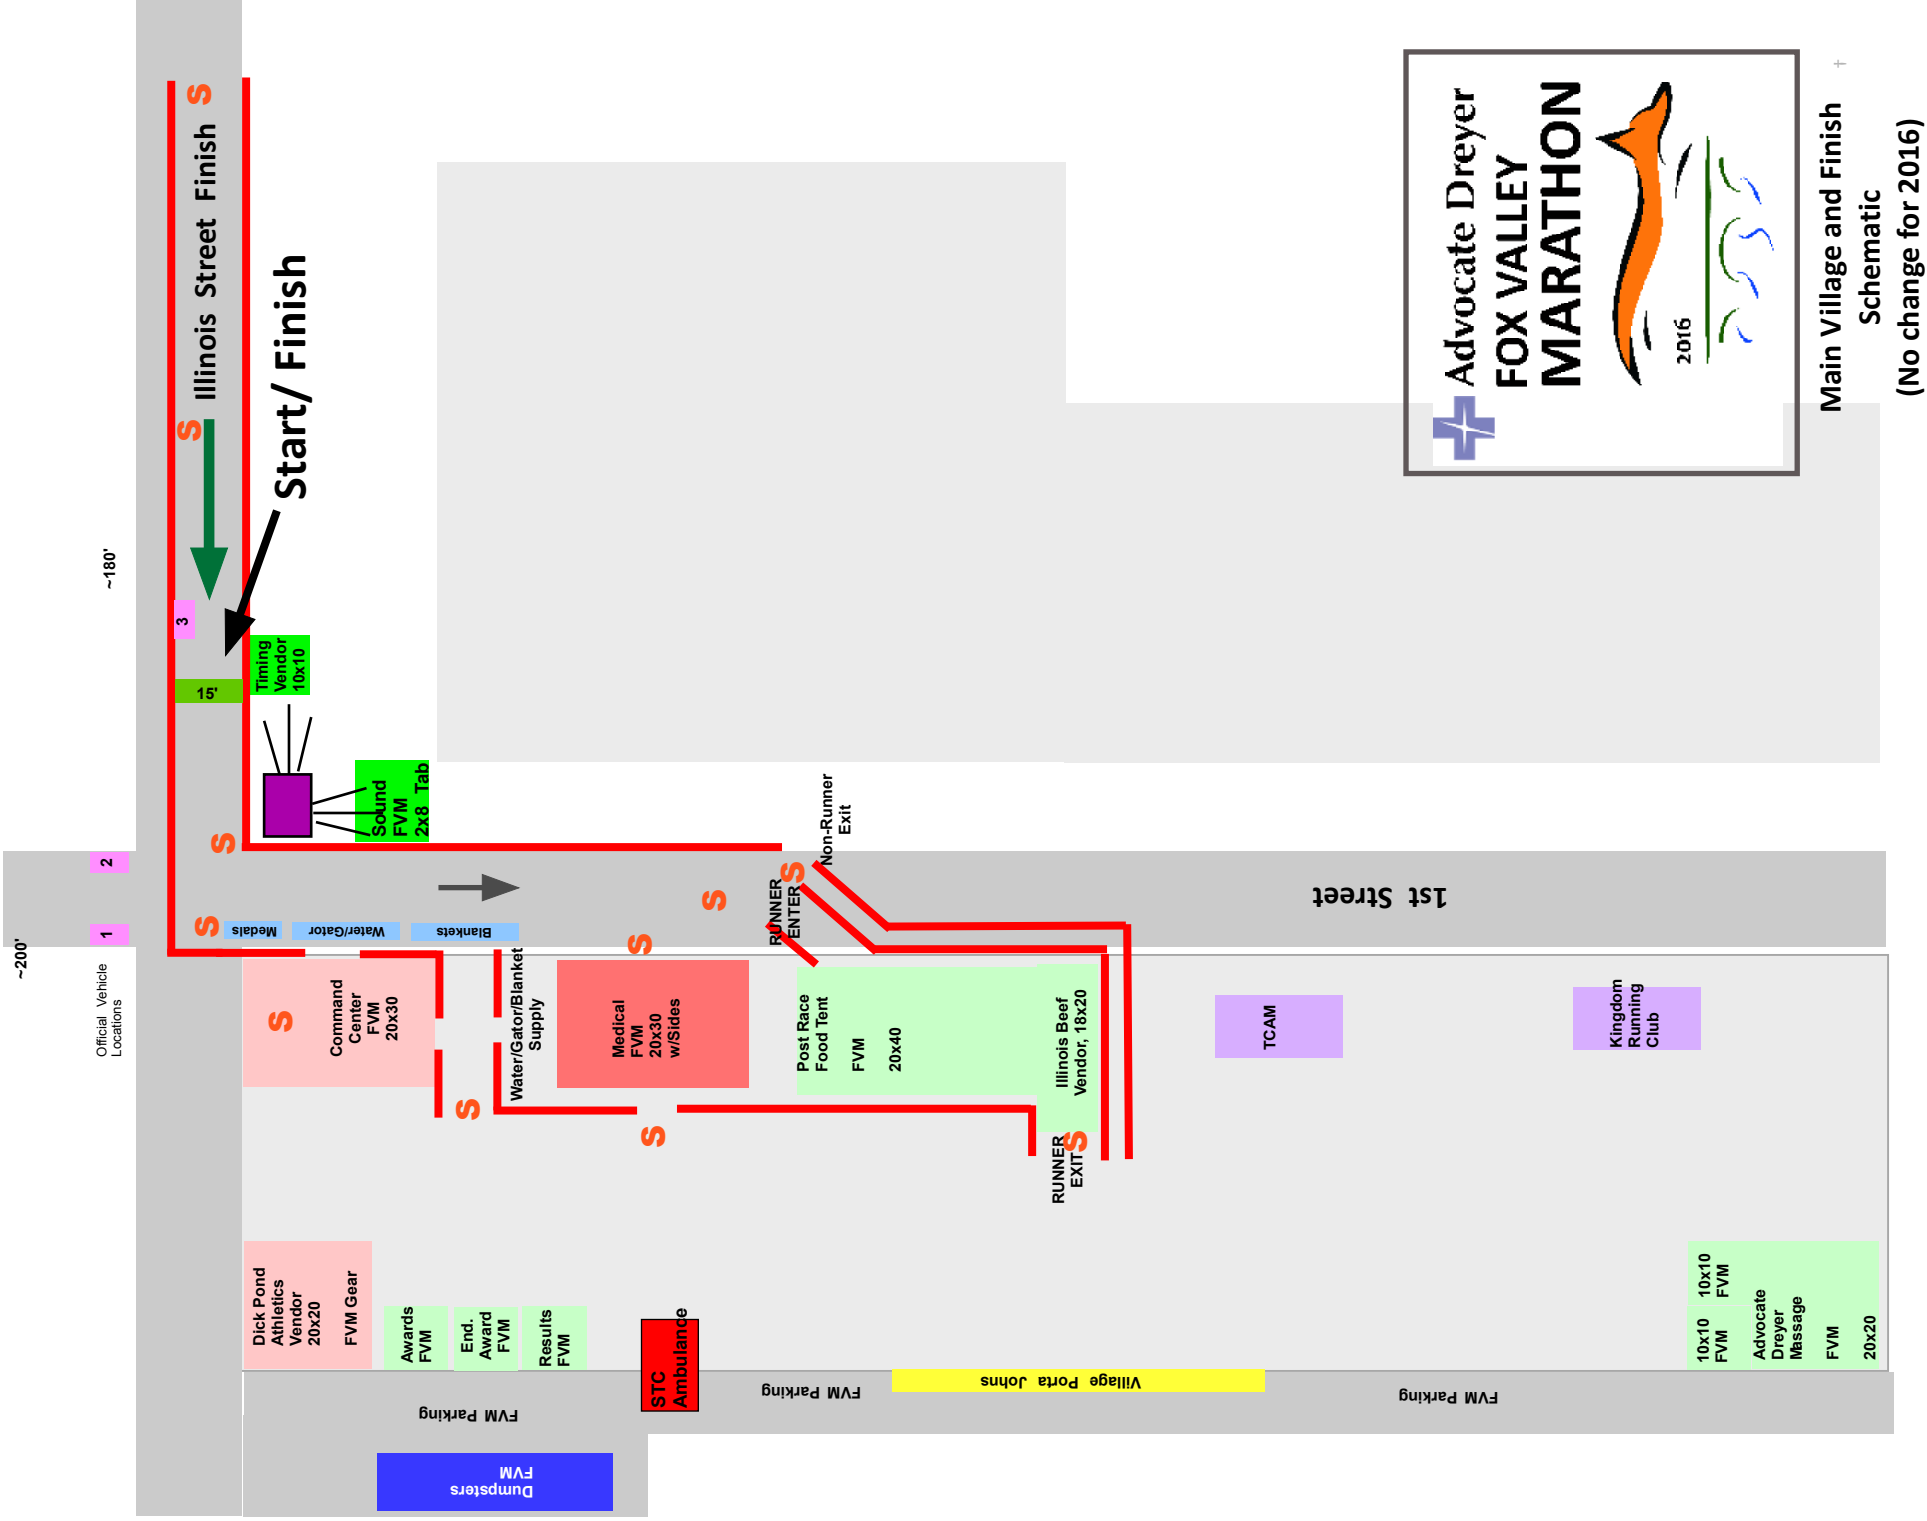 S
Illinois Street Finish
S
Start/ Finish
~180'
3
Timing
Vendor
10x10
15'
Sound
FVM
2x8 Tab
S
2
1
~200'
Official Vehicle
Locations
S
Medals
Water/Gator
Blankets
S
RUNNER
ENTER
S
Non-Runner
Exit
1st Street
S
Command
Center
FVM
20x30
S
Water/Gator/Blanket
Supply
S
Medical
FVM
20x30
w/Sides
S
Post Race
Food Tent
FVM
20x40
Illinois Beef
Vendor, 18x20
S
RUNNER
EXIT
TCAM
Kingdom
Running
Club
Dick Pond
Athletics
Vendor
20x20
FVM Gear
Awards
FVM
End.
Award
FVM
Results
FVM
STC
Ambulance
FVM Parking
FVM Parking
Village Porta Johns
FVM Parking
10x10 10x10
FVM FVM
Advocate
Dreyer
Massage
FVM
20x20
Dumpsters
FVM
Advocate Dreyer
FOX VALLEY
MARATHON
2016
Main Village and Finish
Schematic
(No change for 2016)